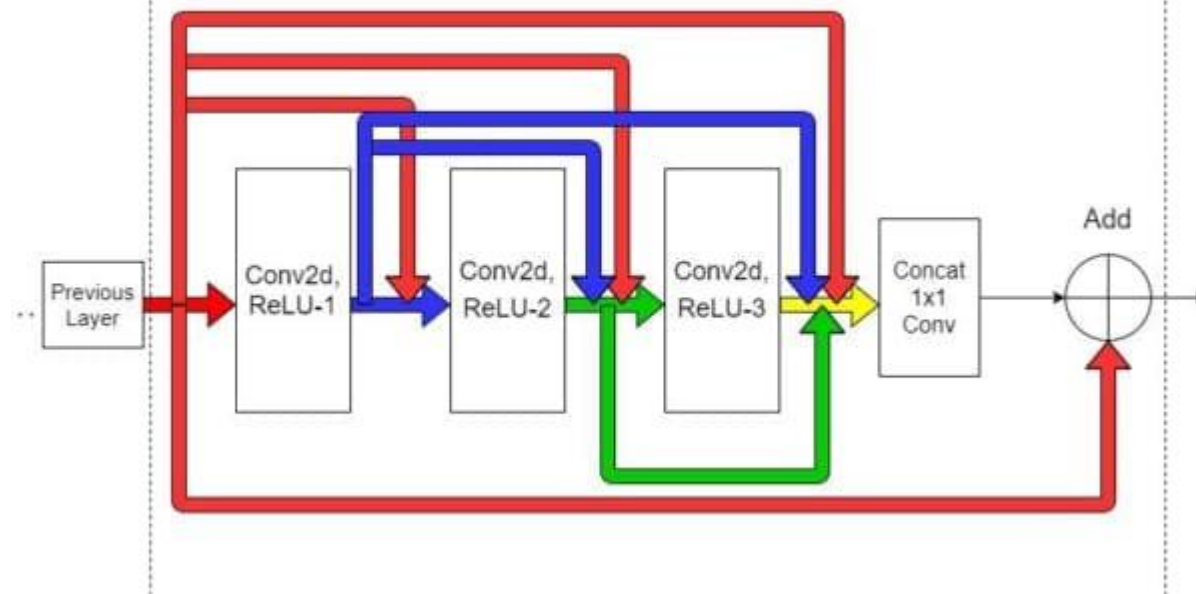 Add
..
Previous
Layer
Conv2d,
ReLU-1
Conv2d,
ReLU-2
Conv2d,
ReLU-3
Concat
1x1
Conv